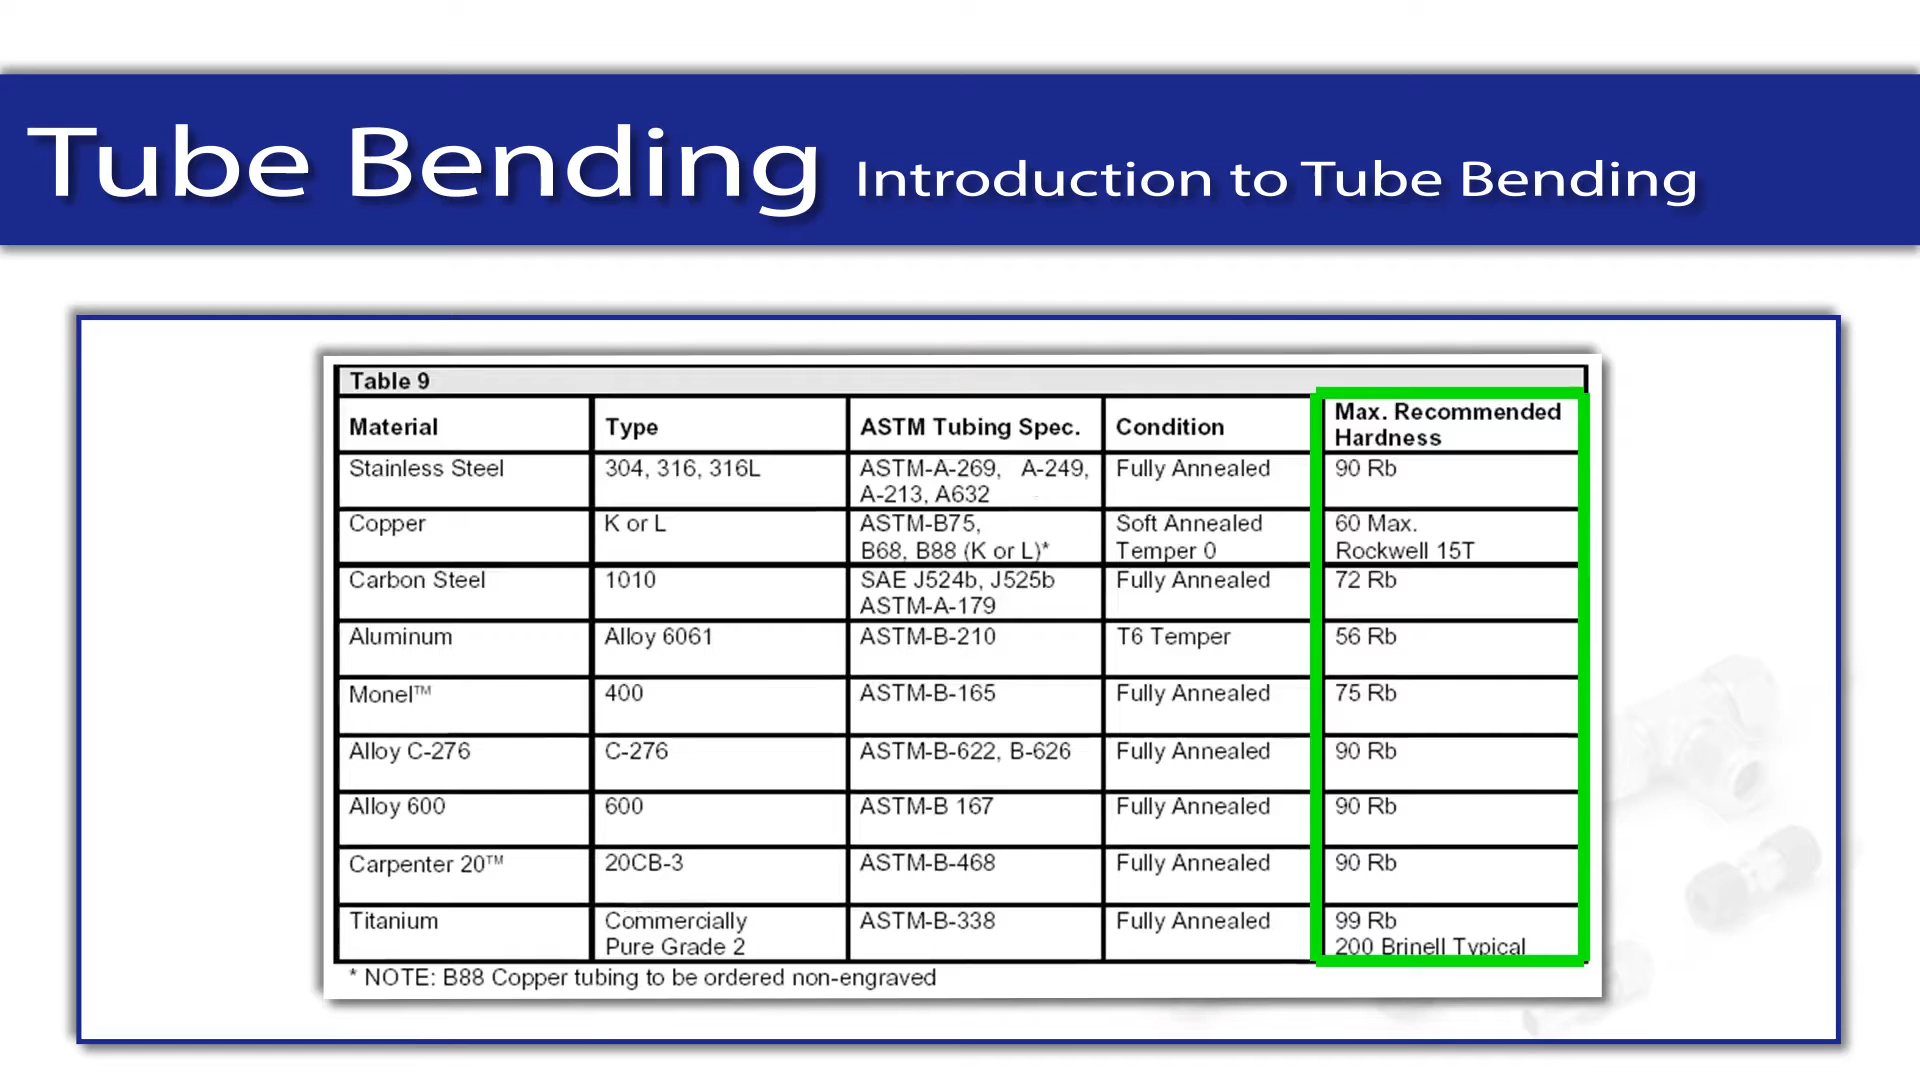 Tube Bending Introduction to Tube Bending
Table 9
Material Type ASTM Tubing Spec. Condition Max. Recommended Hardness
Stainless Steel 304, 316, 316L ASTM-A-269, A-249, A-213, A632 Fully Annealed 90 Rb
Copper K or L ASTM-B75, B68, B88 (K or L)* Soft Annealed Temper 0 60 Max. Rockwell 15T
Carbon Steel 1010 SAE J524b, J525b ASTM-A-179 Fully Annealed 72 Rb
Aluminum Alloy 6061 ASTM-B-210 T6 Temper 56 Rb
Monel™ 400 ASTM-B-165 Fully Annealed 75 Rb
Alloy C-276 C-276 ASTM-B-622, B-626 Fully Annealed 90 Rb
Alloy 600 600 ASTM-B 167 Fully Annealed 90 Rb
Carpenter 20™ 20CB-3 ASTM-B-468 Fully Annealed 90 Rb
Titanium Commercially Pure Grade 2 ASTM-B-338 Fully Annealed 99 Rb 200 Brinell Typical
* NOTE: B88 Copper tubing to be ordered non-engraved